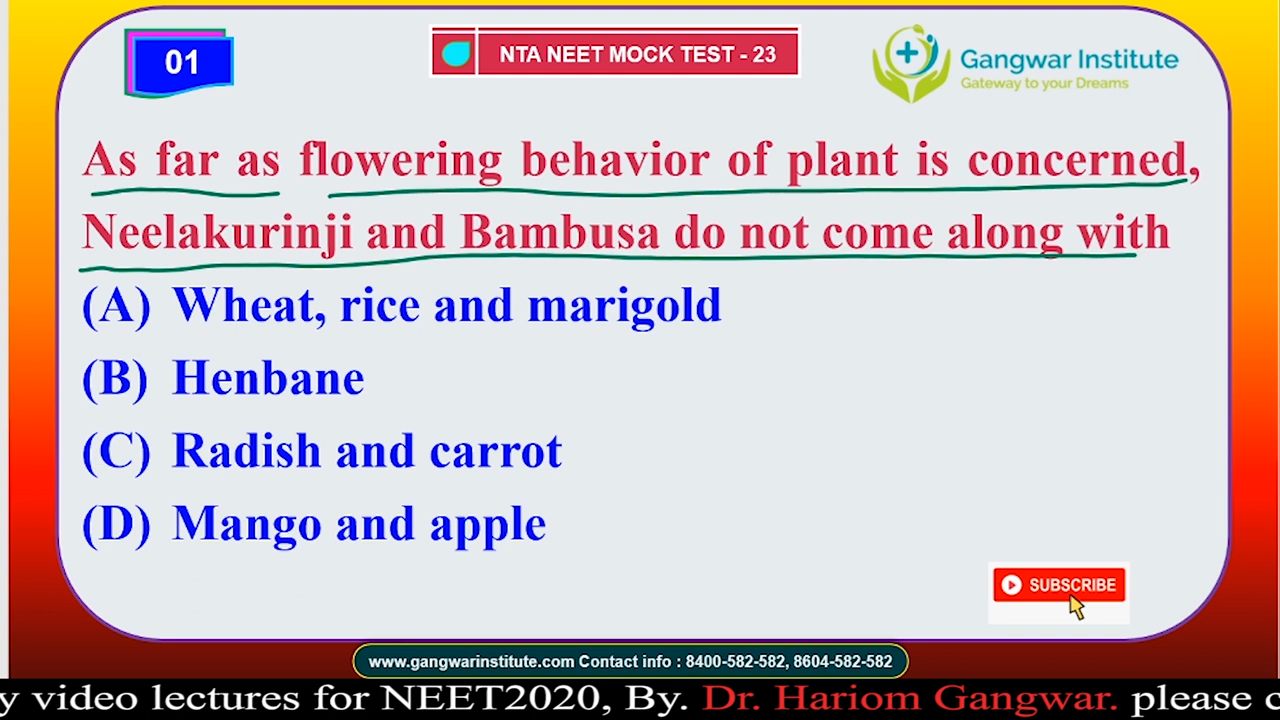 01
NTA NEET MOCK TEST - 23
Gangwar Institute
Gateway to your Dreams
As far as flowering behavior of plant is concerned,
Neelakurinji and Bambusa do not come along with
(A) Wheat, rice and marigold
(B) Henbane
(C) Radish and carrot
(D) Mango and apple
SUBSCRIBE
www.gangwarinstitute.com Contact info : 8400-582-582, 8604-582-582
video lectures for NEET2020, By. Dr. Hariom Gangwar. please